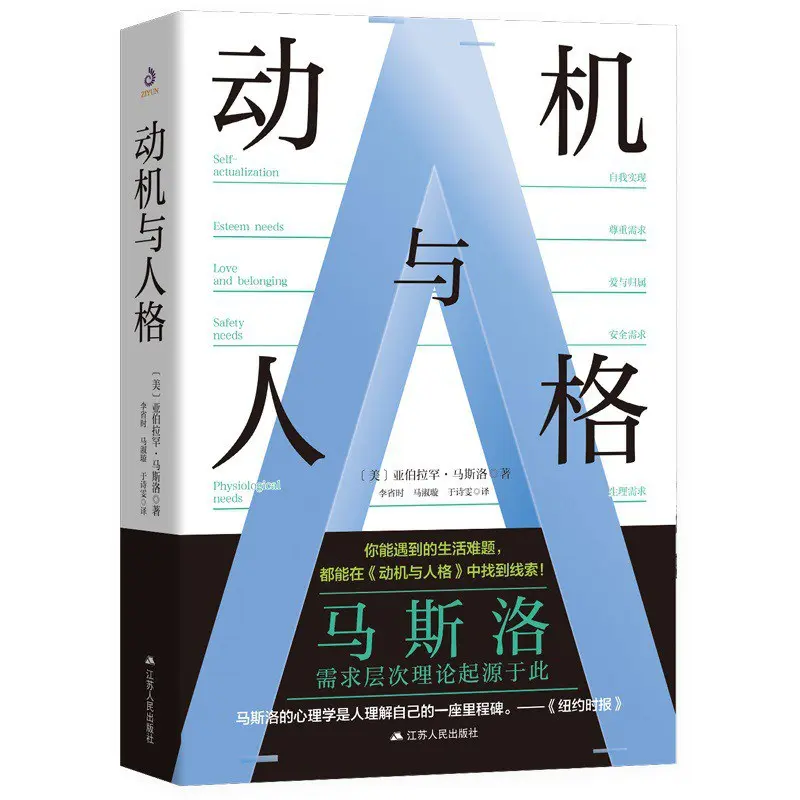 ZIYUN
动机与人格
〔美〕亚伯拉罕·马斯洛◎著
李省时 马淑璇 于诗雯◎译
江苏人民出版社
动机
Self-
actualization
自我实现
Esteem needs
尊重需求
与
Love
and belonging
爱与归属
Safety
needs
安全需求
人格
〔美〕亚伯拉罕·马斯洛◎著
Physiological
needs
生理需求
李省时 马淑璇 于诗雯◎译
你能遇到的生活难题，
都能在《动机与人格》中找到线索！
马斯洛
需求层次理论起源于此
马斯洛的心理学是人理解自己的一座里程碑。——《纽约时报》
江苏人民出版社